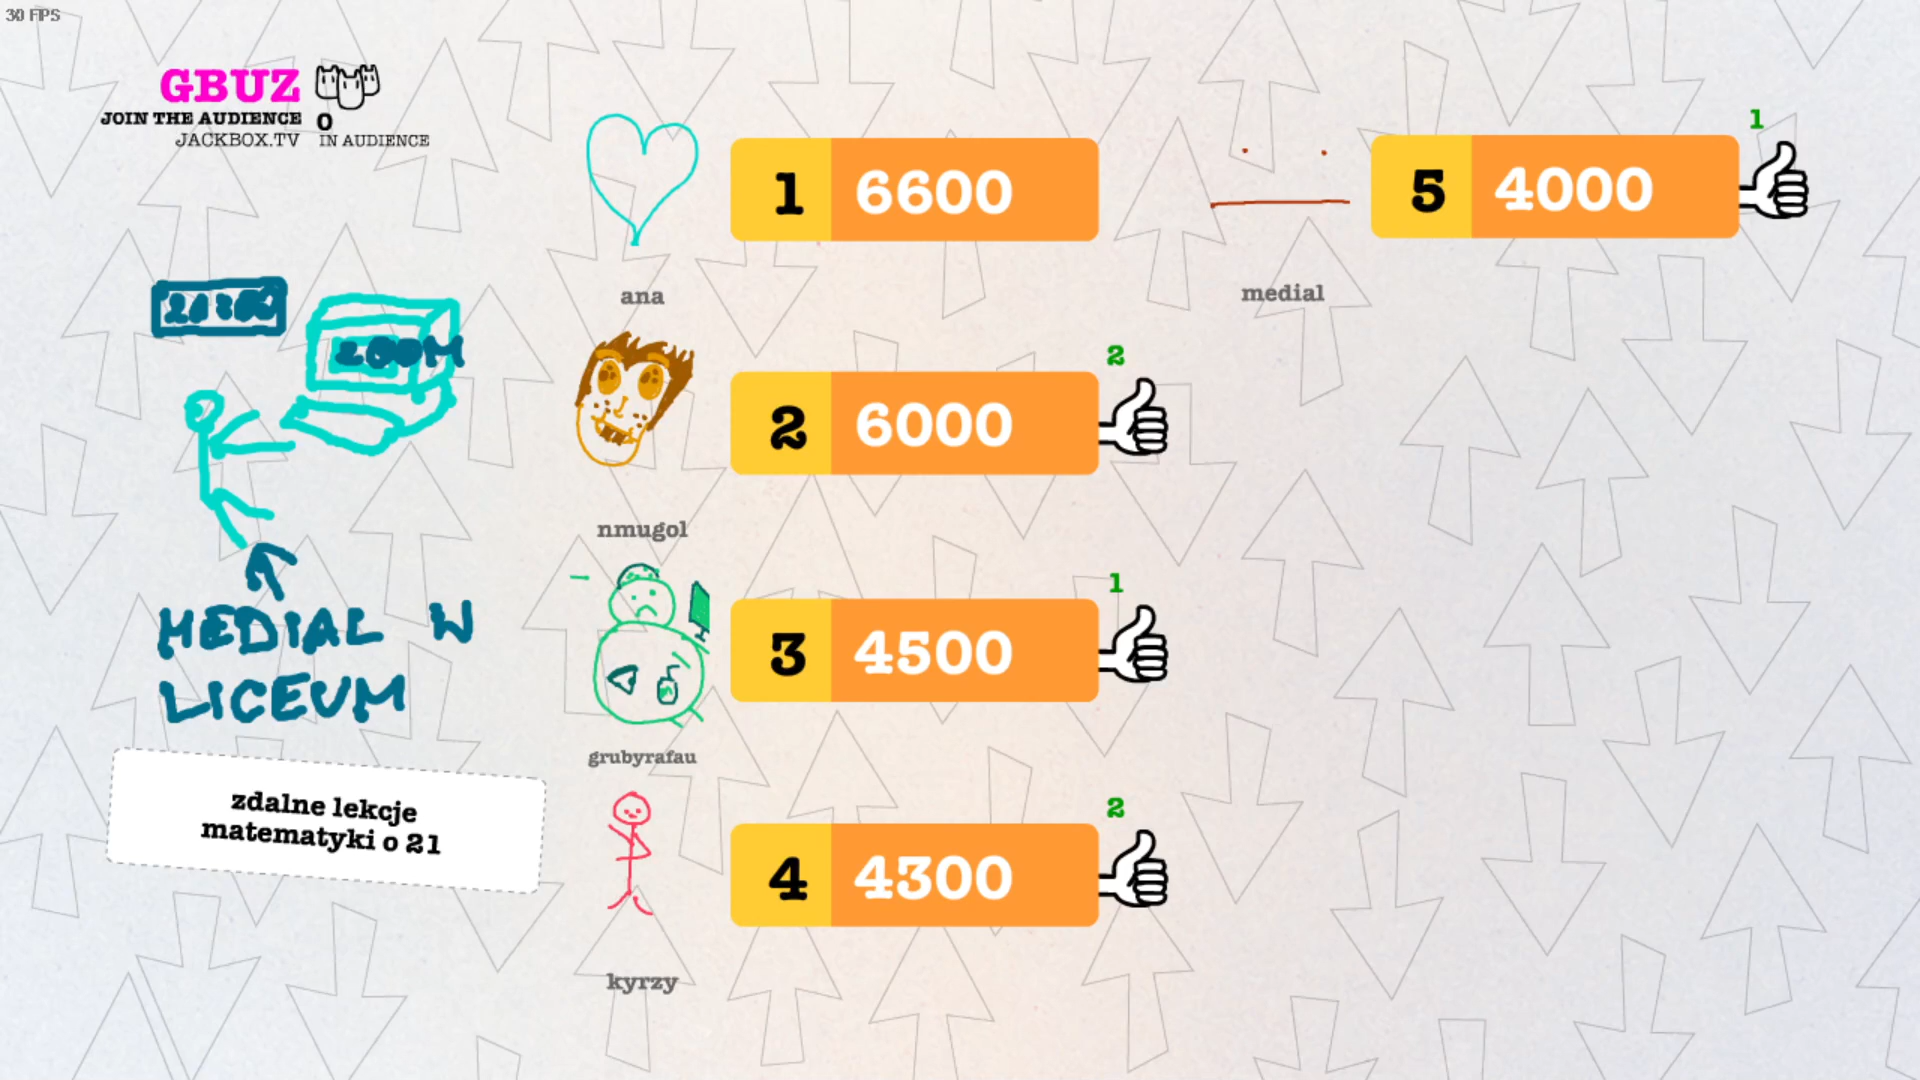 30 FPS
GBUZ
JOIN THE AUDIENCE
JACKBOX.TV
0
IN AUDIENCE
ZOOM
MEDIAL W
LICEUM
zdalne lekcje
matematyki o 21
1 6600
ana
2 6000
2
nmugol
3 4500
1
grubyrafau
4 4300
2
kyrzy
5 4000
1
medial